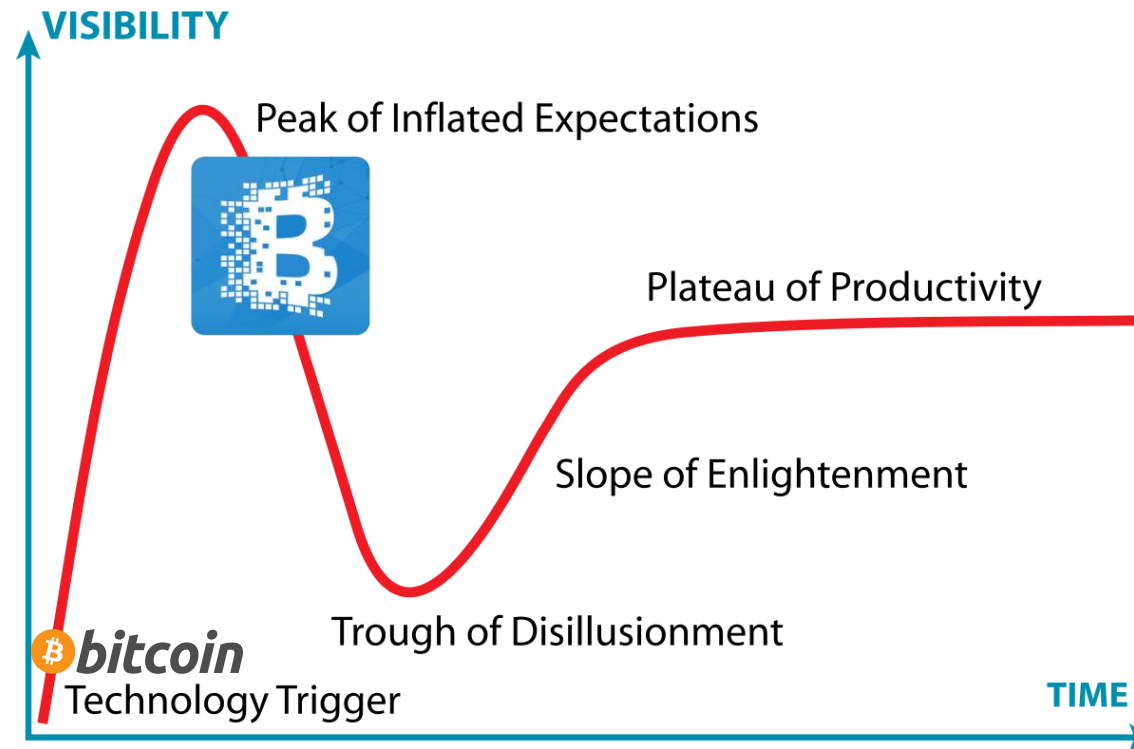 VISIBILITY
Peak of Inflated Expectations
B
Plateau of Productivity
Slope of Enlightenment
Trough of Disillusionment
bitcoin
Technology Trigger
TIME